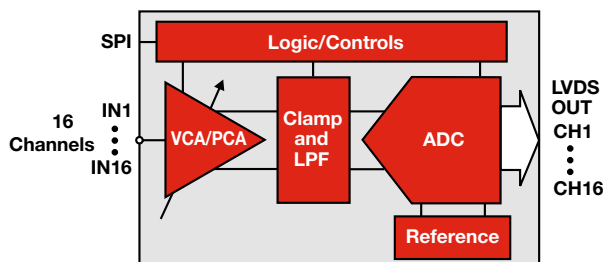 SPI
Logic/Controls
16
Channels
IN1
IN16
VCA/PCA
Clamp
and
LPF
ADC
Reference
LVDS
OUT
CH1
CH16